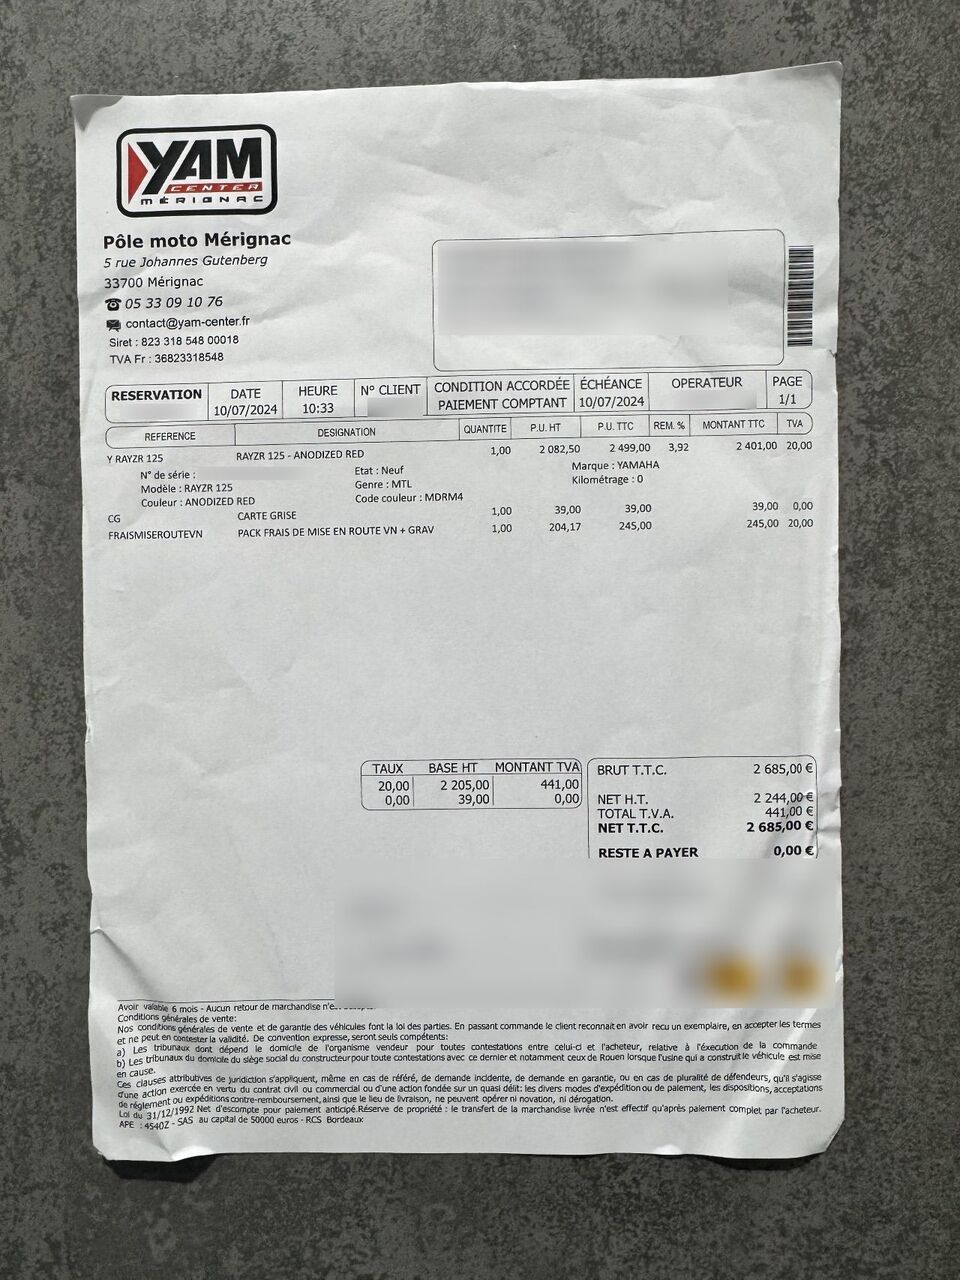 YAM
CENTER
MÉRIGNAC
Pôle moto Mérignac
5 rue Johannes Gutenberg
33700 Mérignac
05 33 09 10 76
contact@yam-center.fr
Siret : 823 318 548 00018
TVA Fr : 36823318548
RESERVATION DATE HEURE N° CLIENT CONDITION ACCORDÉE ÉCHÉANCE OPERATEUR PAGE
10/07/2024 10:33 PAIEMENT COMPTANT 10/07/2024 1/1
REFERENCE DESIGNATION QUANTITE P.U. HT P.U. TTC REM. % MONTANT TTC TVA
Y RAYZR 125 RAYZR 125 - ANODIZED RED 1,00 2 082,50 2 499,00 3,92 2 401,00 20,00
N° de série : Etat : Neuf Marque : YAMAHA
Modèle : RAYZR 125 Genre : MTL Kilométrage : 0
Couleur : ANODIZED RED Code couleur : MDRM4
CG CARTE GRISE 1,00 39,00 39,00 39,00 0,00
FRAISMISEROUTEVN PACK FRAIS DE MISE EN ROUTE VN + GRAV 1,00 204,17 245,00 245,00 20,00
TAUX BASE HT MONTANT TVA
20,00 2 205,00 441,00
0,00 39,00 0,00
BRUT T.T.C. 2 685,00 €
NET H.T. 2 244,00 €
TOTAL T.V.A. 441,00 €
NET T.T.C. 2 685,00 €
RESTE A PAYER 0,00 €
Avoir valable 6 mois - Aucun retour de marchandise
Conditions générales de vente:
Nos conditions générales de vente et de garantie des véhicules font la loi des parties. En passant commande le client reconnait en avoir recu un exemplaire, en accepter les termes
et ne peut en contester la validité. De convention expresse, seront seuls compétents:
a) Les tribunaux dont dépend le domicile de l'organisme vendeur pour toutes contestations entre celui-ci et l'acheteur, relative à l'éxécution de la commande
b) Les tribunaux du domicile du siège social du constructeur pour toutes contestations avec ce dernier et notamment ceux de Rouen lorsque l'usine qui a construit le véhicule est mise
en cause.
Ces clauses attributives de juridiction s'appliquent, même en cas de référé, de demande incidente, de demande en garantie, ou en cas de pluralité de défendeurs, qu'il s'agisse
d'une action exercée en vertu du contrat civil ou commercial ou d'une action fondée sur un quasi délit: les divers modes d'expédition ou de paiement, les dispositions, acceptations
de réglement ou expéditions contre-remboursement, ainsi que le lieu de livraison, ne peuvent opérer ni novation, ni dérogation.
Loi du 31/12/1992 Net d'escompte pour paiement anticipé.Réserve de propriété : le transfert de la marchandise livrée n'est effectif qu'après paiement complet par l'acheteur.
APE : 4540Z - SAS au capital de 50000 euros - RCS Bordeaux